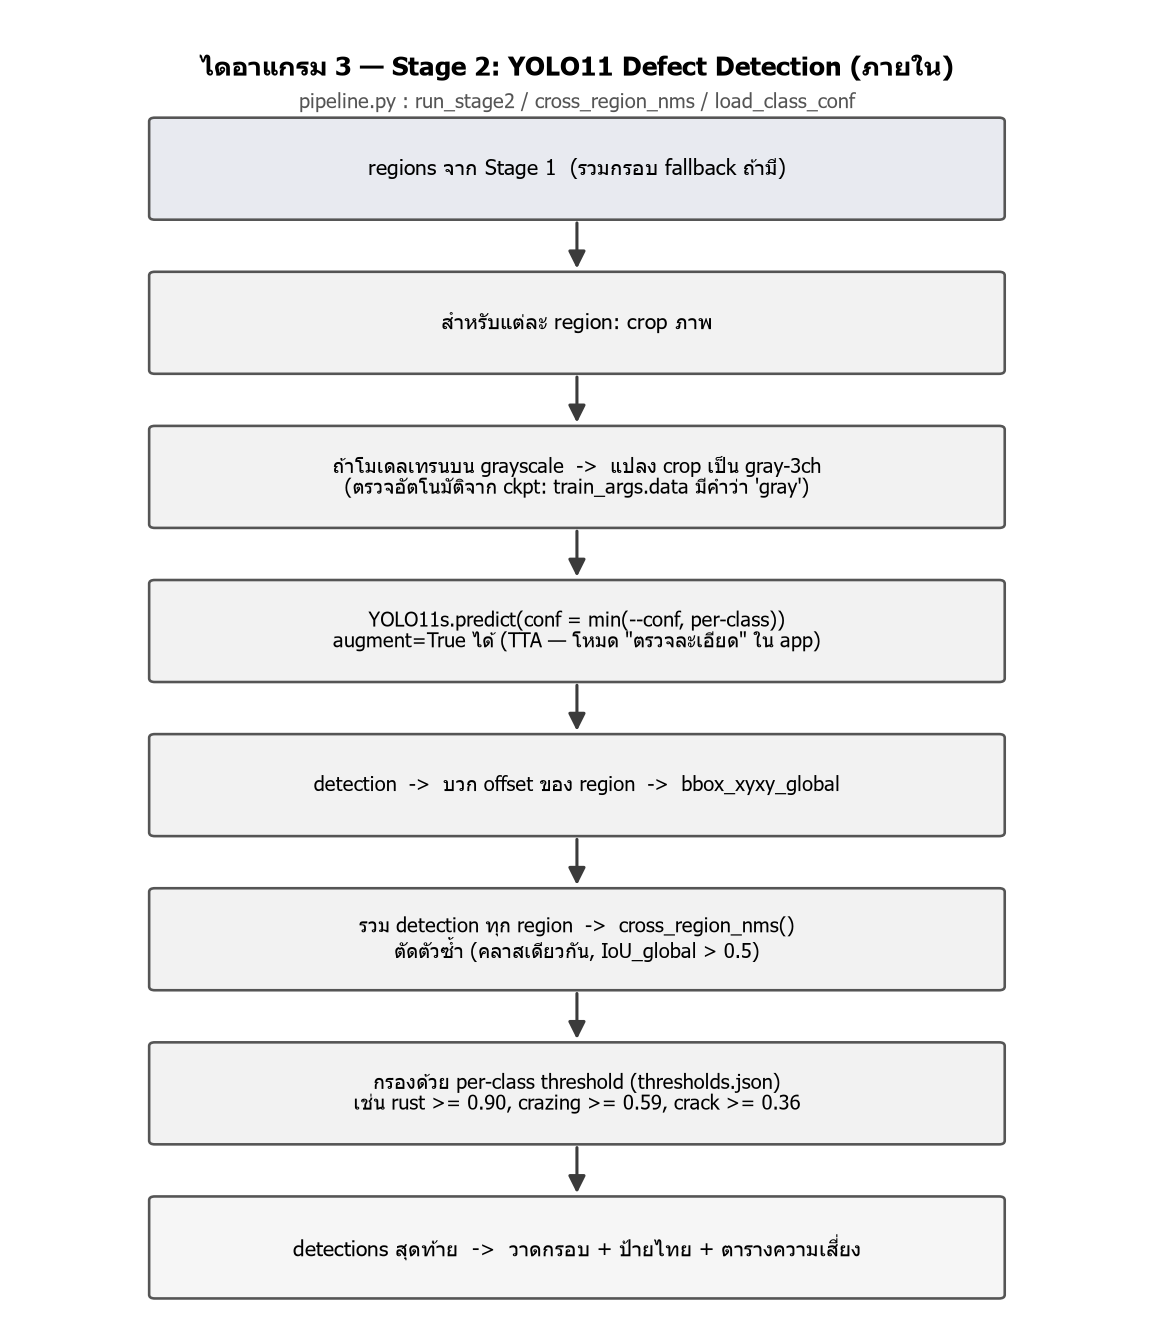 ไดอาแกรม 3 — Stage 2: YOLO11 Defect Detection (ภายใน)
pipeline.py : run_stage2 / cross_region_nms / load_class_conf
regions จาก Stage 1  (รวมกรอบ fallback ถ้ามี)
สำหรับแต่ละ region: crop ภาพ
ถ้าโมเดลเทรนบน grayscale  ->  แปลง crop เป็น gray-3ch
(ตรวจอัตโนมัติจาก ckpt: train_args.data มีคำว่า 'gray')
YOLO11s.predict(conf = min(--conf, per-class))
augment=True ได้ (TTA — โหมด "ตรวจละเอียด" ใน app)
detection  ->  บวก offset ของ region  ->  bbox_xyxy_global
รวม detection ทุก region  ->  cross_region_nms()
ตัดตัวซ้ำ (คลาสเดียวกัน, IoU_global > 0.5)
กรองด้วย per-class threshold (thresholds.json)
เช่น rust >= 0.90, crazing >= 0.59, crack >= 0.36
detections สุดท้าย  ->  วาดกรอบ + ป้ายไทย + ตารางความเสี่ยง